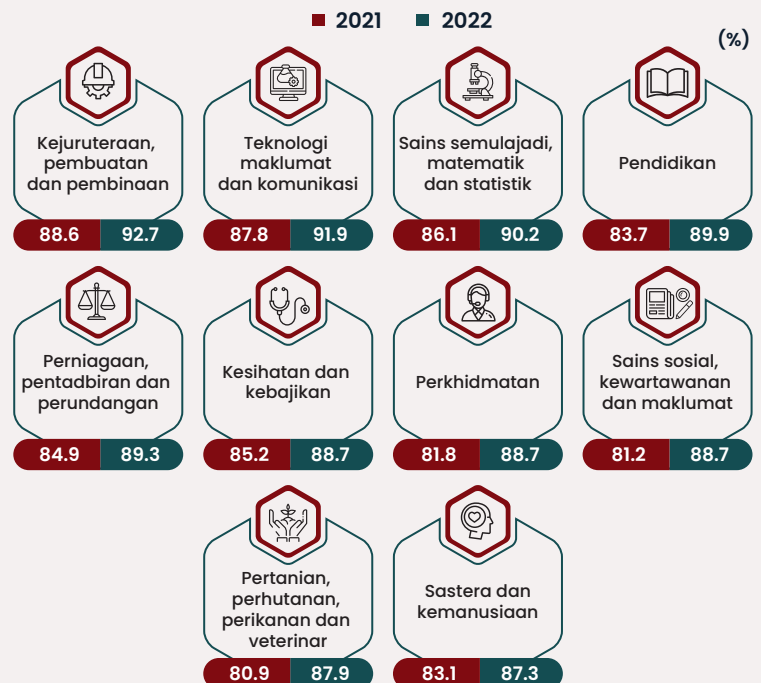 2021 2022
(%)
Kejuruteraan,
pembuatan
dan pembinaan
88.6 92.7
Teknologi
maklumat
dan komunikasi
87.8 91.9
Sains semulajadi,
matematik
dan statistik
86.1 90.2
Pendidikan
83.7 89.9
Perniagaan,
pentadbiran dan
perundangan
84.9 89.3
Kesihatan dan
kebajikan
85.2 88.7
Perkhidmatan
81.8 88.7
Sains sosial,
kewartawanan
dan maklumat
81.2 88.7
Pertanian,
perhutanan,
perikanan dan
veterinar
80.9 87.9
Sastera dan
kemanusiaan
83.1 87.3